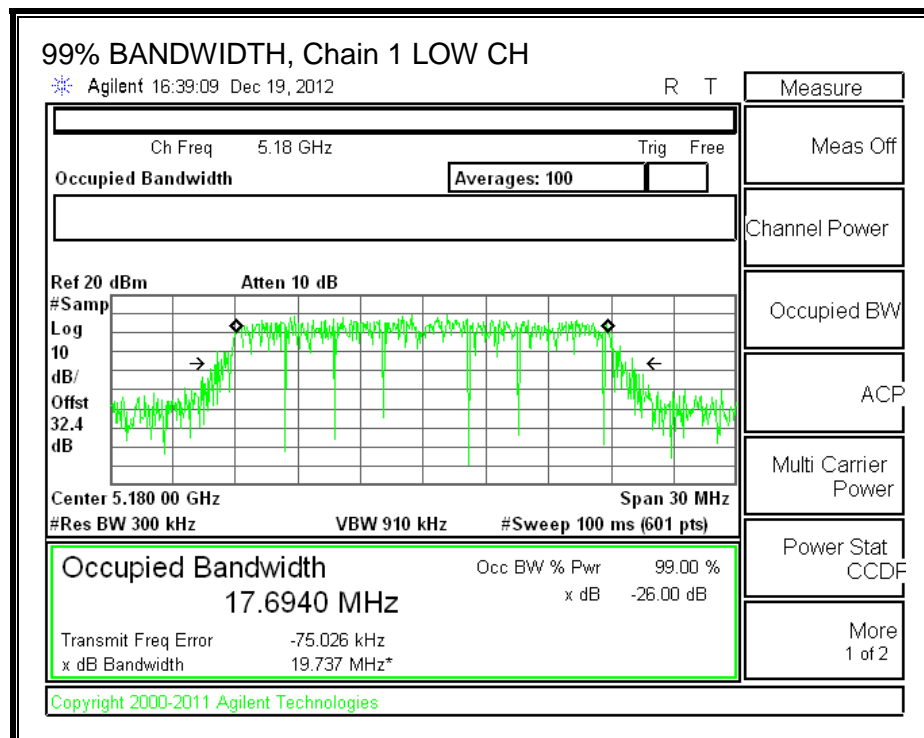 99% BANDWIDTH, Chain 1 LOW CH
Agilent 16:39:09 Dec 19, 2012 R T
Measure
Ch Freq 5.18 GHz Trig Free
Meas Off
Occupied Bandwidth Averages: 100
Channel Power
Ref 20 dBm Atten 10 dB
#Samp
Log
10
dB/
Offst
32.4
dB
Occupied BW
ACP
Multi Carrier
Power
Center 5.180 00 GHz Span 30 MHz
#Res BW 300 kHz VBW 910 kHz #Sweep 100 ms (601 pts)
Power Stat
CCDF
Occupied Bandwidth Occ BW % Pwr 99.00 %
17.6940 MHz x dB -26.00 dB
Transmit Freq Error -75.026 kHz
x dB Bandwidth 19.737 MHz*
More
1 of 2
Copyright 2000-2011 Agilent Technologies